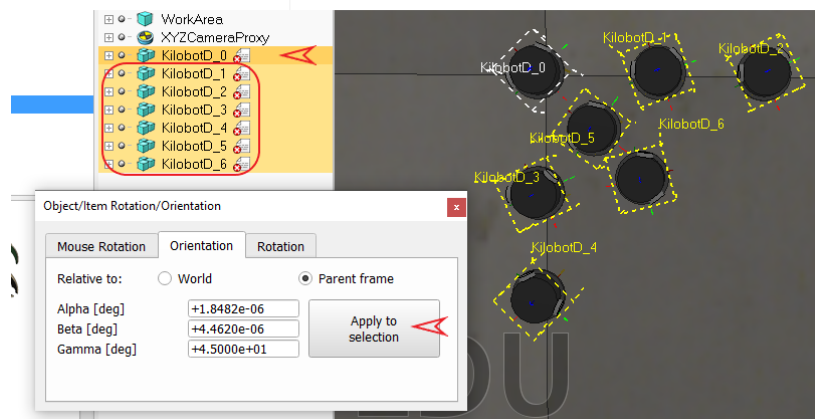 WorkArea
XYZCameraProxy
KilobotD_0
KilobotD_1
KilobotD_2
KilobotD_3
KilobotD_4
KilobotD_5
KilobotD_6
KilobotD_0
KilobotD_1
KilobotD_2
KilobotD_5
KilobotD_6
KilobotD_3
KilobotD_4
Object/Item Rotation/Orientation
x
Mouse Rotation
Orientation
Rotation
Relative to:
World
Parent frame
Alpha [deg]
+1.8482e-06
Beta [deg]
+4.4620e-06
Gamma [deg]
+4.5000e+01
Apply to
selection
EDU